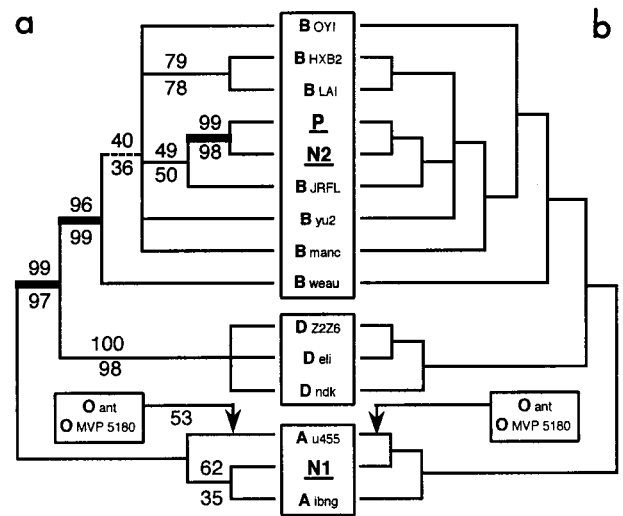 a
b
B OYI
79
B HXB2
78
B LAI
99
P
40
49
98
N2
36
50
B JRFL
96
B yu2
99
B manc
99
B weau
97
D Z2Z6
100
D eli
98
D ndk
O ant
O MVP 5180
53
O ant
O MVP 5180
A u455
62
N1
35
A ibng